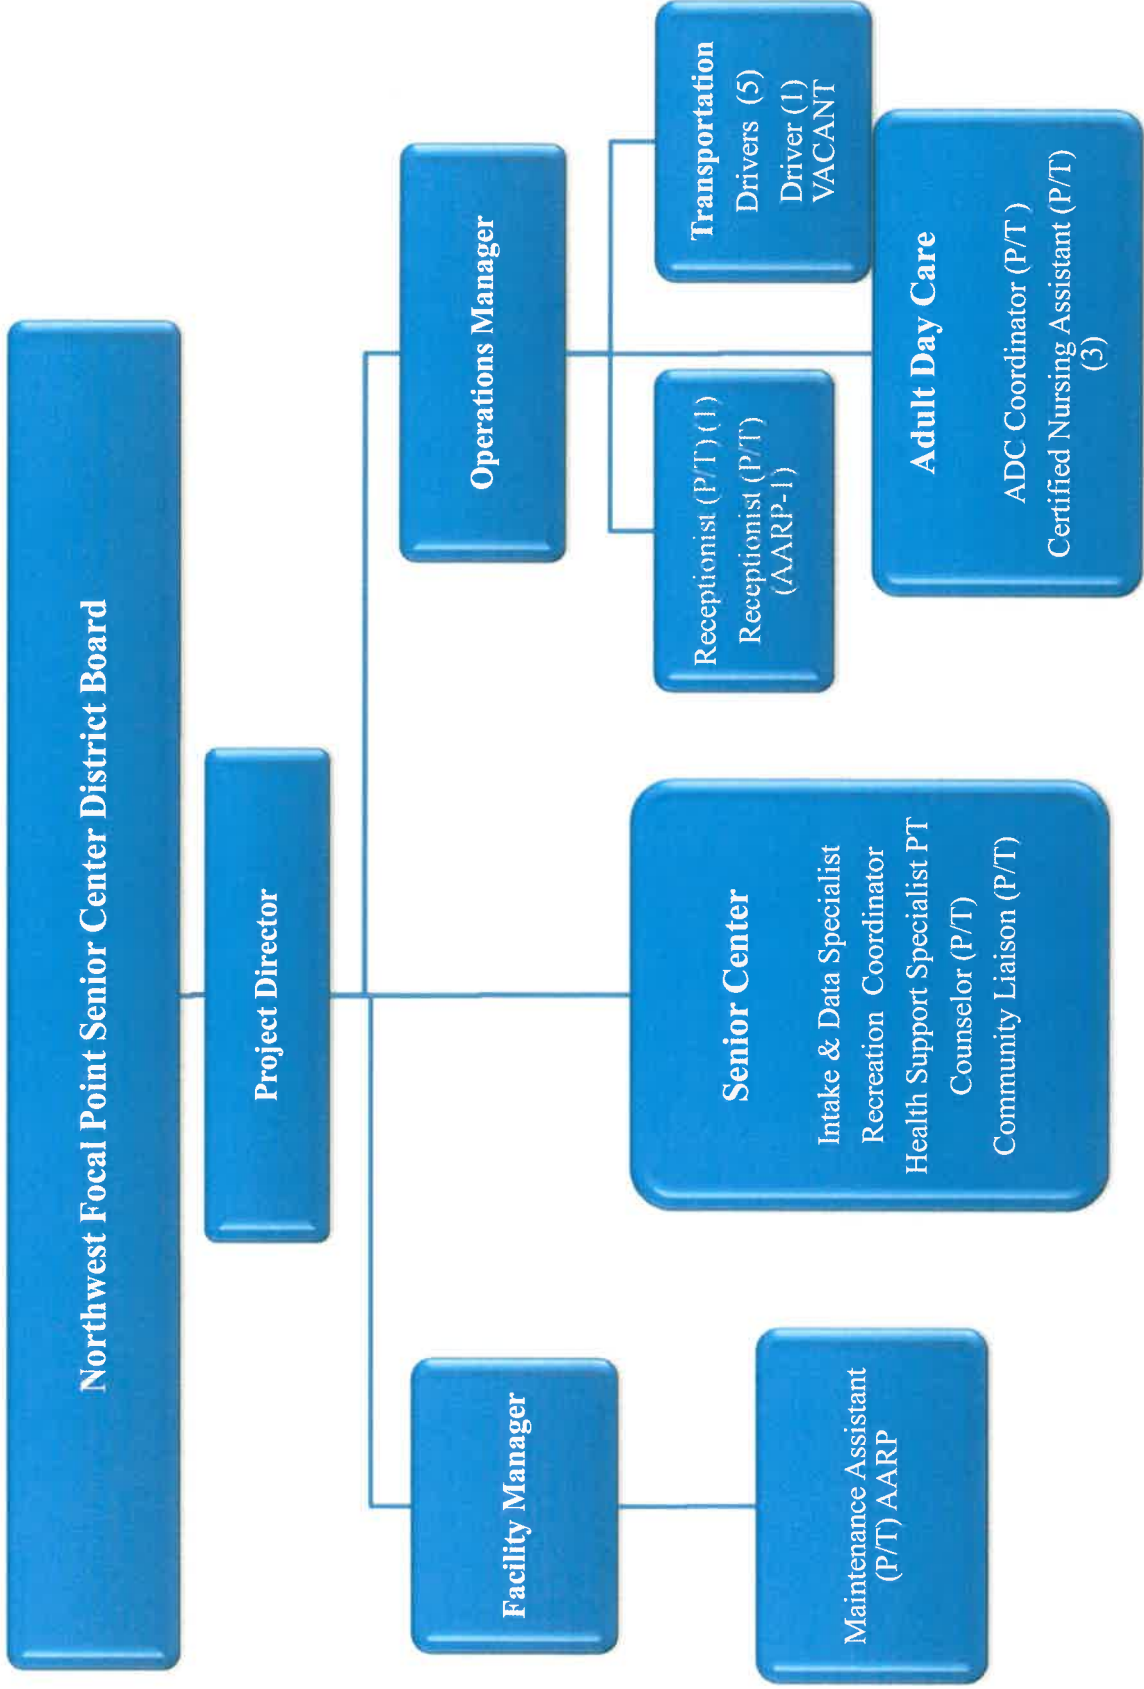 Northwest Focal Point Senior Center District Board
Project Director
Facility Manager
Operations Manager
Maintenance Assistant
(P/T) AARP
Senior Center
Intake & Data Specialist
Recreation Coordinator
Health Support Specialist PT
Counselor (P/T)
Community Liaison (P/T)
Receptionist (P/T) (1)
Receptionist (P/T)
(AARP-1)
Transportation
Drivers (5)
Driver (1)
VACANT
Adult Day Care
ADC Coordinator (P/T )
Certified Nursing Assistant (P/T)
(3)